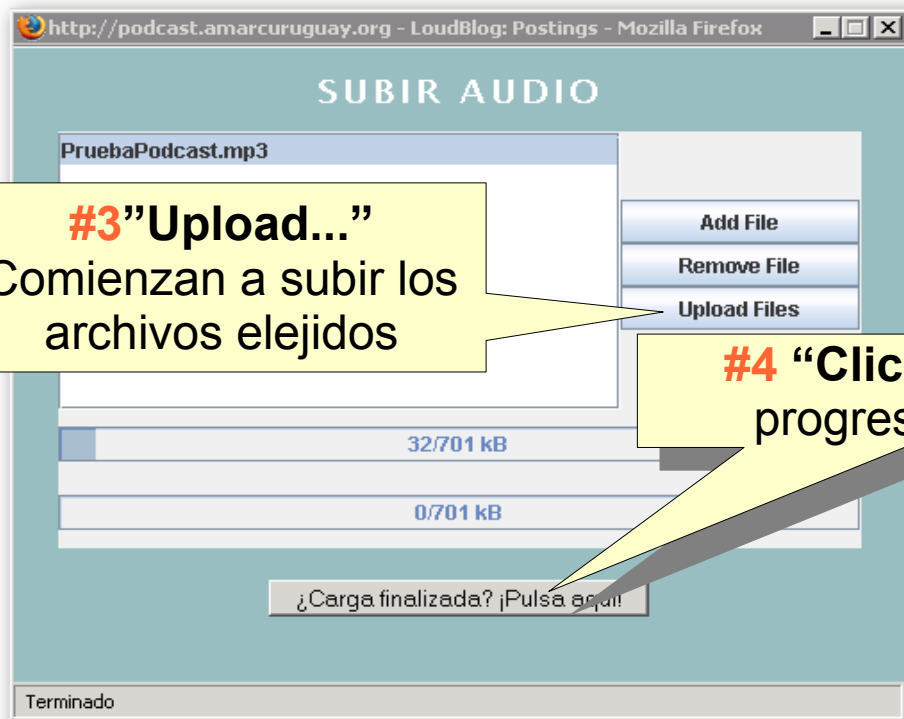 http://podcast.amarcuruguay.org - LoudBlog: Postings - Mozilla Firefox
SUBIR AUDIO
PruebaPodcast.mp3
Add File
Remove File
Upload Files
#3”Upload...”
Comienzan a subir los
archivos elejidos
#4 “Clic
progres
32/701 kB
0/701 kB
¿Carga finalizada? ¡Pulsa aquí!
Terminado